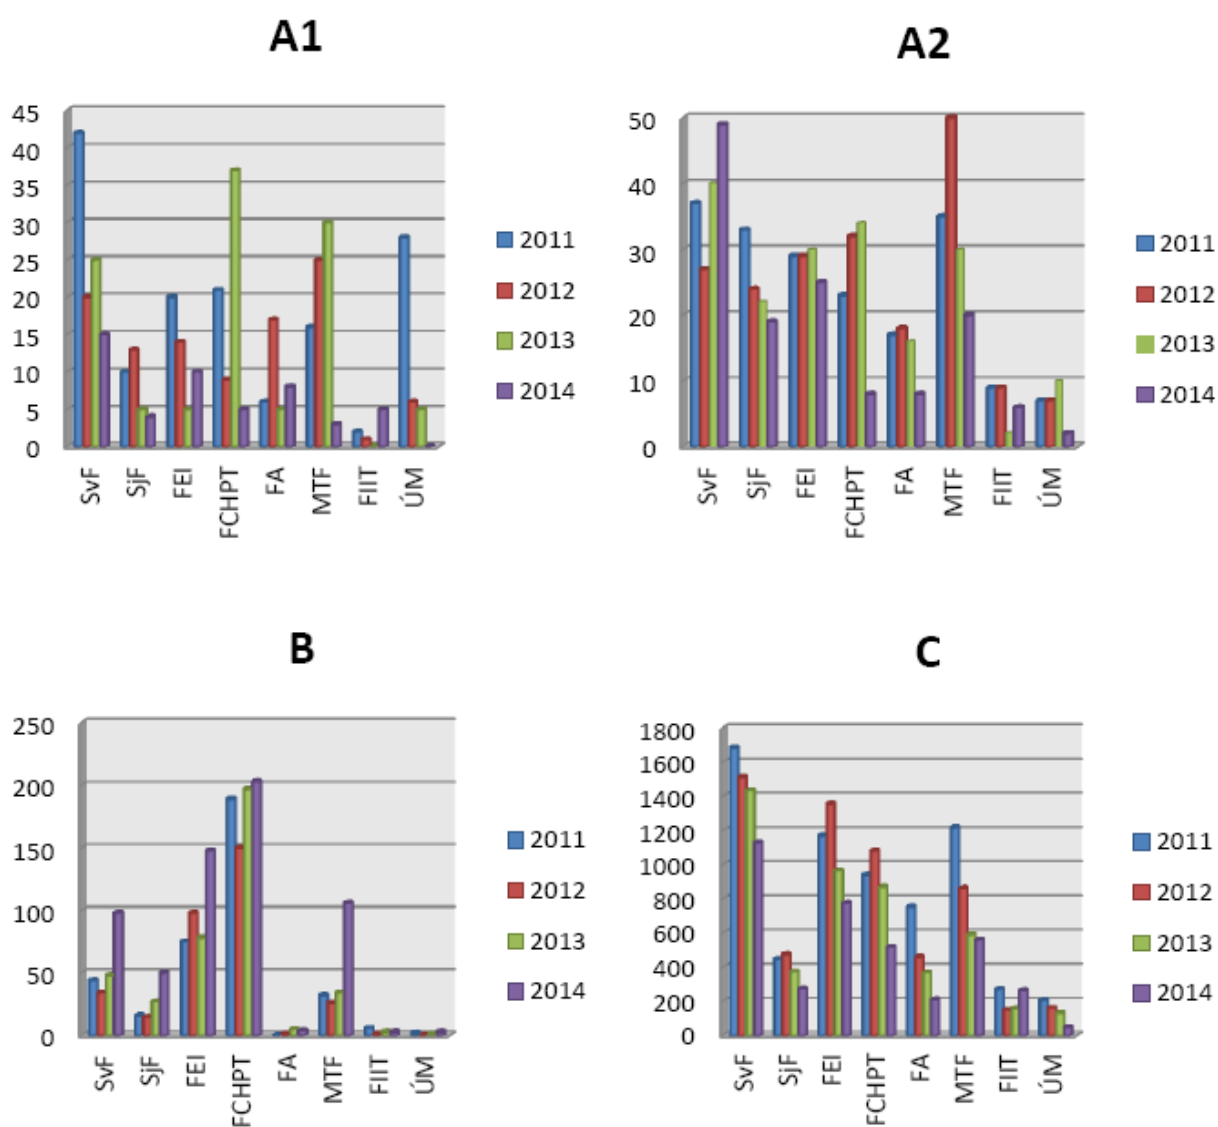 A1
45
40
35
30
25
20
15
10
5
0
SvF
SjF
FEI
FCHPT
FA
MTF
FIIT
ÚM
2011
2012
2013
2014
A2
50
40
30
20
10
0
SvF
SjF
FEI
FCHPT
FA
MTF
FIIT
ÚM
2011
2012
2013
2014
B
250
200
150
100
50
0
SvF
SjF
FEI
FCHPT
FA
MTF
FIIT
ÚM
2011
2012
2013
2014
C
1800
1600
1400
1200
1000
800
600
400
200
0
SvF
SjF
FEI
FCHPT
FA
MTF
FIIT
ÚM
2011
2012
2013
2014